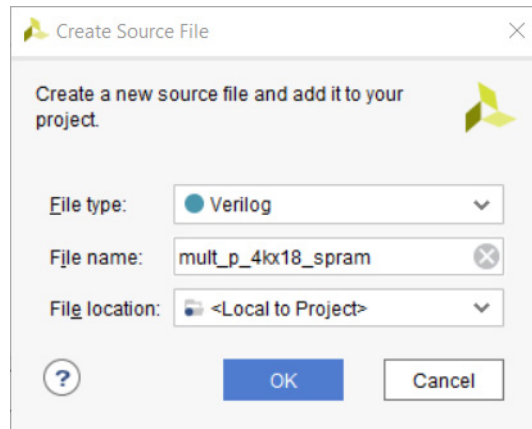 Create Source File
Create a new source file and add it to your
project.
File type: Verilog
File name: mult_p_4kx18_spram
File location: <Local to Project>
? OK Cancel